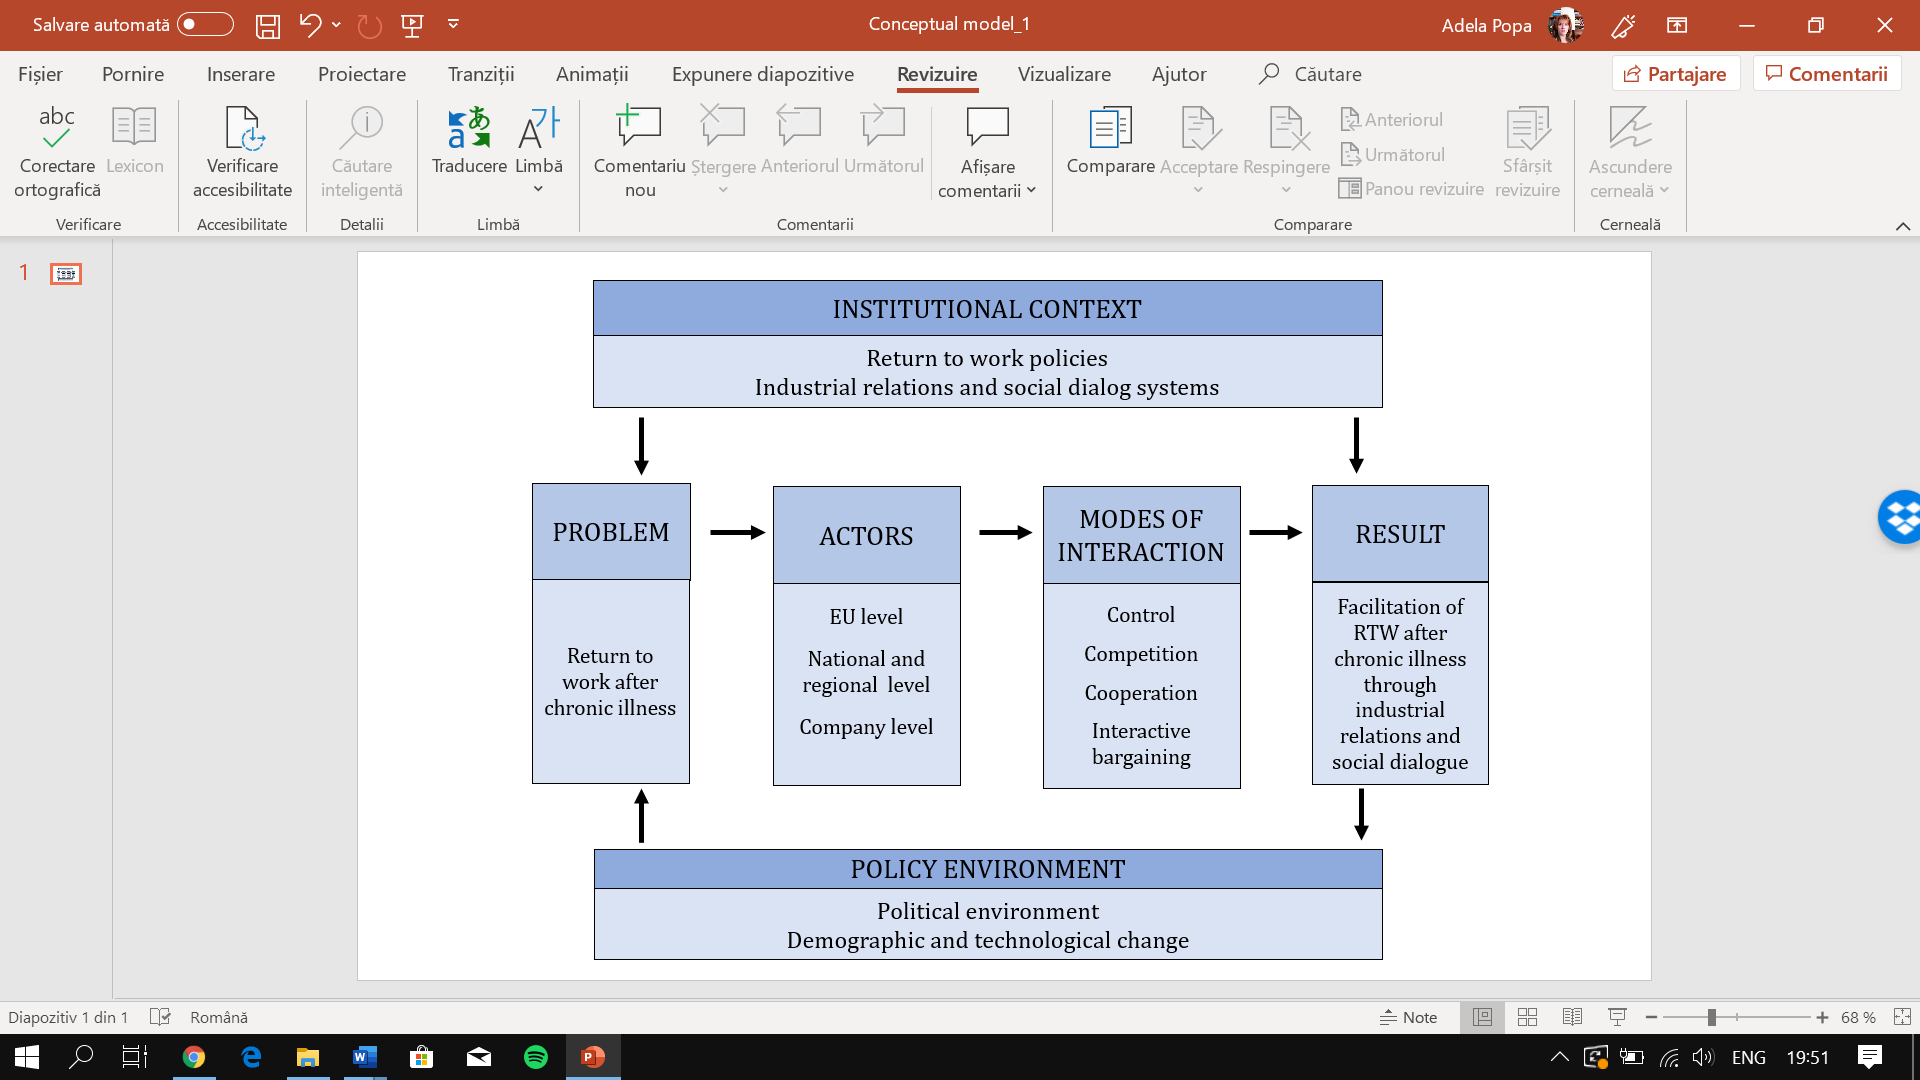 Salvare automată
Conceptual model_1
Adela Popa
Fișier Pornire Inserare Proiectare Tranziții Animații Expunere diapozitive Revizuire Vizualizare Ajutor Căutare Partajare Comentarii
abc
Corectare
ortografică
Lexicon
Verificare
Verificare
accesibilitate
Accesibilitate
Căutare
inteligentă
Detalii
Traducere
Limbă
Limbă
Comentariu
nou
Ștergere
Anteriorul
Următorul
Afișare
comentarii
Comentarii
Comparare
Acceptare
Respingere
Anteriorul
Următorul
Panou revizuire
Sfârșit
revizuire
Comparare
Ascundere
cerneală
Cerneală
1
INSTITUTIONAL CONTEXT
Return to work policies
Industrial relations and social dialog systems
PROBLEM
Return to
work after
chronic illness
ACTORS
EU level
National and
regional level
Company level
MODES OF
INTERACTION
Control
Competition
Cooperation
Interactive
bargaining
RESULT
Facilitation of
RTW after
chronic illness
through
industrial
relations and
social dialogue
POLICY ENVIRONMENT
Political environment
Demographic and technological change
Diapozitiv 1 din 1
Română
Note
68 %
ENG
19:51